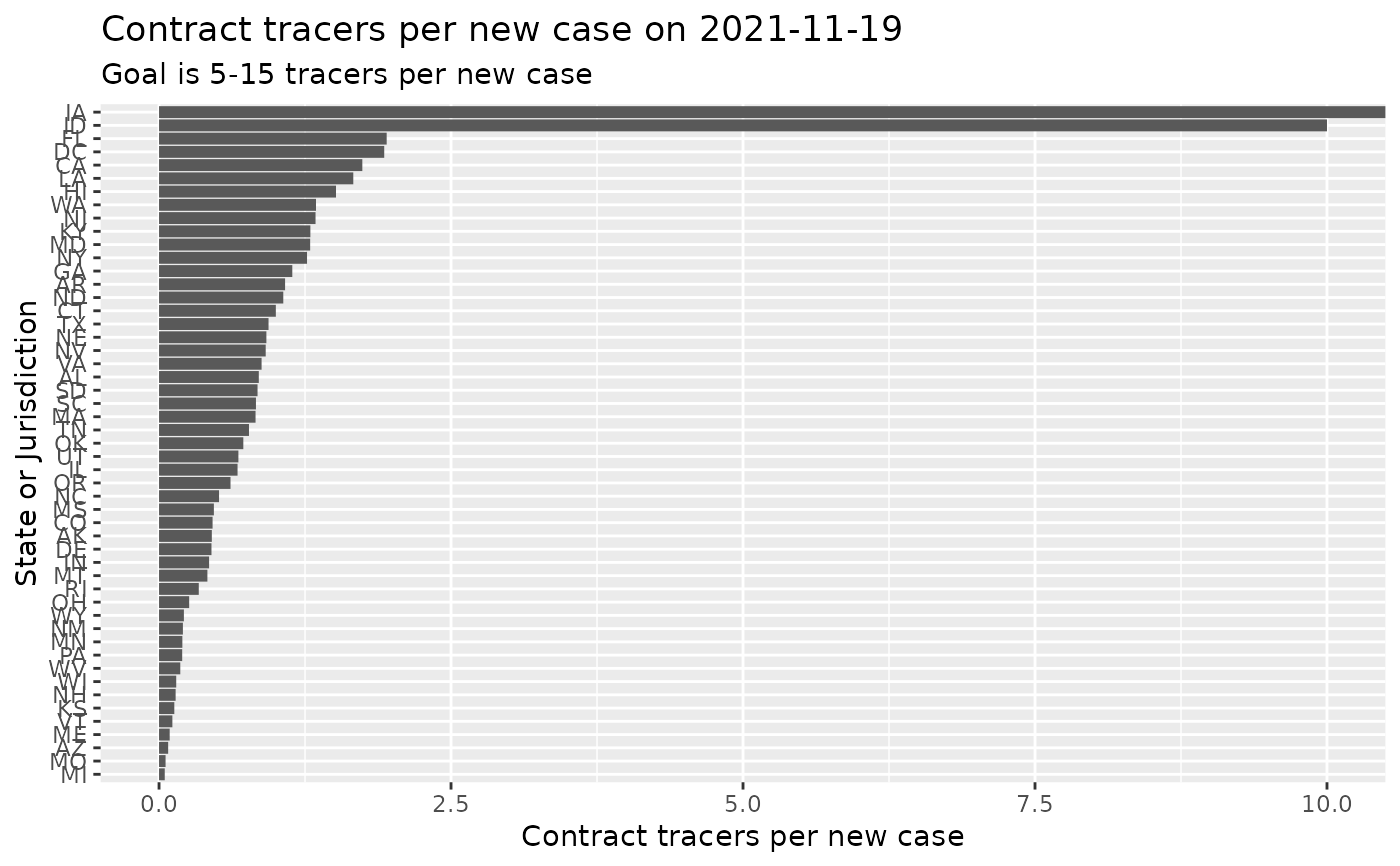 Contract tracers per new case on 2021-11-19
Goal is 5-15 tracers per new case
State or Jurisdiction
IA
ID
FL
DC
CA
LA
HI
WA
NJ
KY
MD
NY
GA
AR
ND
CT
TX
NE
NV
VA
AL
SD
SC
MA
TN
OK
UT
IL
OR
NC
MS
CO
AK
DE
IN
MT
RI
OH
WY
NM
MN
PA
WV
WI
NH
KS
VT
ME
AZ
MO
MI
0.0 2.5 5.0 7.5 10.0
Contract tracers per new case